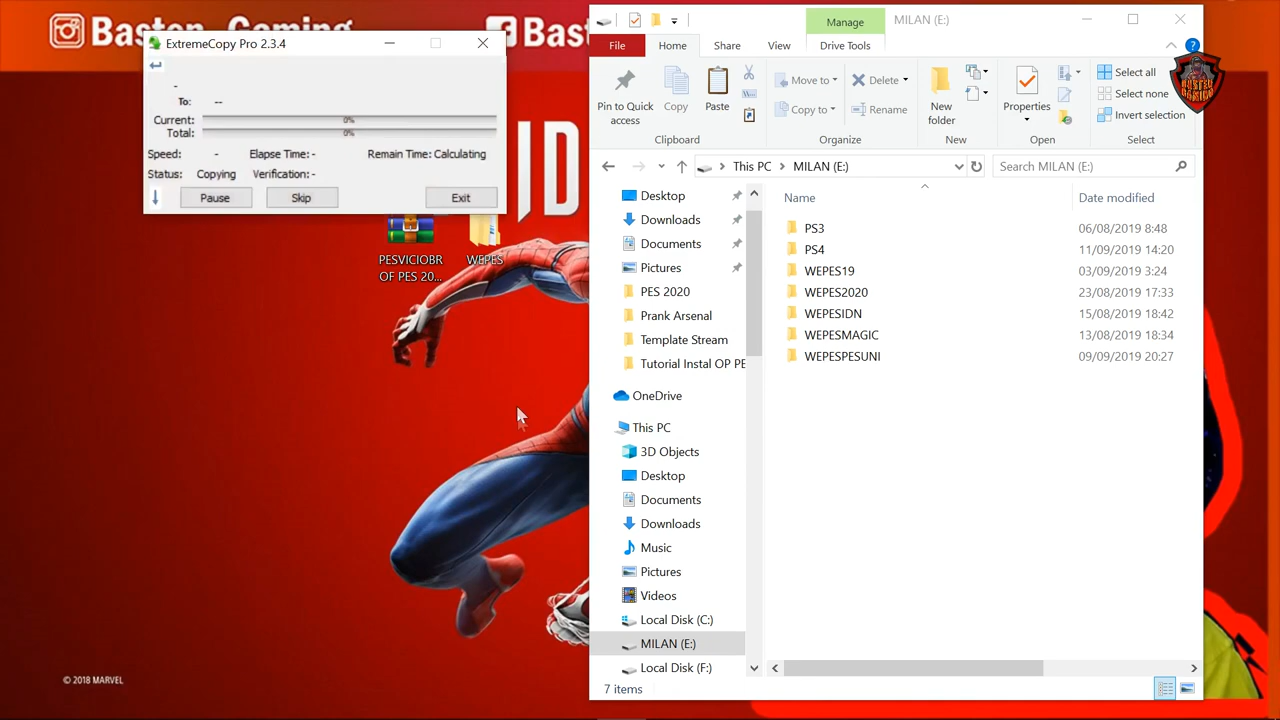 Basten_Gaming
Bast
ExtremeCopy Pro 2.3.4
-
To: --
Current: 0%
Total: 0%
Speed: - Elapse Time: - Remain Time: Calculating
Status: Copying Verification: -
Pause Skip Exit
PESVICIOBR
OF PES 20...
WEPES
© 2018 MARVEL
Manage
MILAN (E:)
File Home Share View Drive Tools
Pin to Quick
access
Copy
Paste
Clipboard
Move to
Copy to
Delete
Rename
Organize
New
folder
New
Properties
Open
Select all
Select none
Invert selection
Select
This PC > MILAN (E:)
Search MILAN (E:)
Desktop
Downloads
Documents
Pictures
PES 2020
Prank Arsenal
Template Stream
Tutorial Instal OP PE
OneDrive
This PC
3D Objects
Desktop
Documents
Downloads
Music
Pictures
Videos
Local Disk (C:)
MILAN (E:)
Local Disk (F:)
Name Date modified
PS3 06/08/2019 8:48
PS4 11/09/2019 14:20
WEPES19 03/09/2019 3:24
WEPES2020 23/08/2019 17:33
WEPESIDN 15/08/2019 18:42
WEPESMAGIC 13/08/2019 18:34
WEPESPESUNI 09/09/2019 20:27
7 items
BASTEN
GAMING